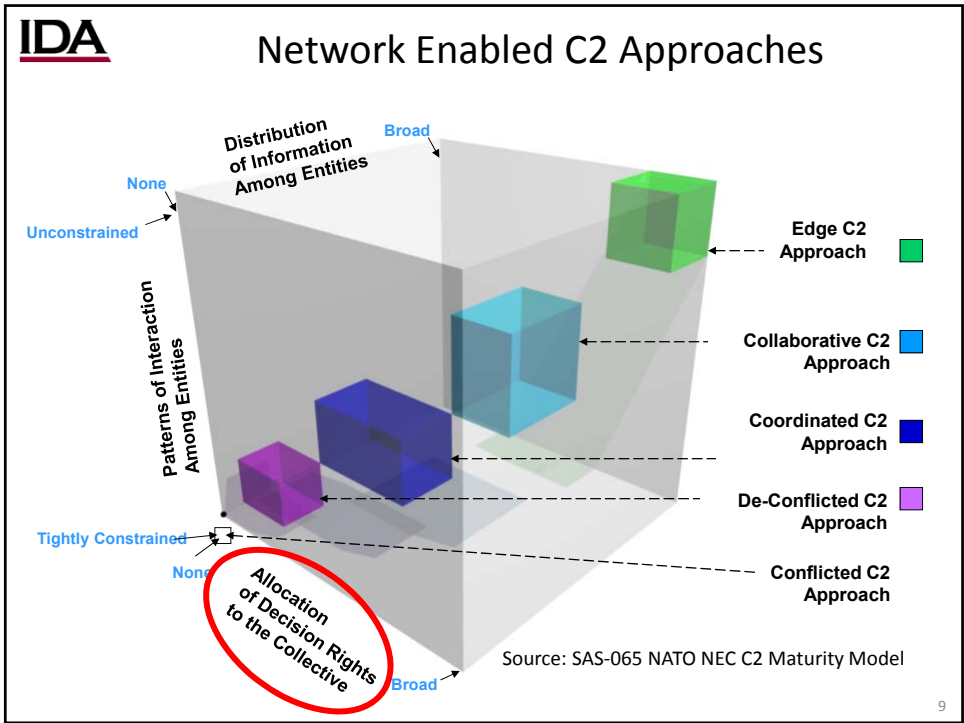 IDA
Network Enabled C2 Approaches
Distribution
of Information
Among Entities
Broad
None
Unconstrained
Patterns of Interaction
Among Entities
Tightly Constrained
None
Allocation
of Decision Rights
to the Collective
Broad
Edge C2
Approach
Collaborative C2
Approach
Coordinated C2
Approach
De-Conflicted C2
Approach
Conflicted C2
Approach
Source: SAS-065 NATO NEC C2 Maturity Model
9